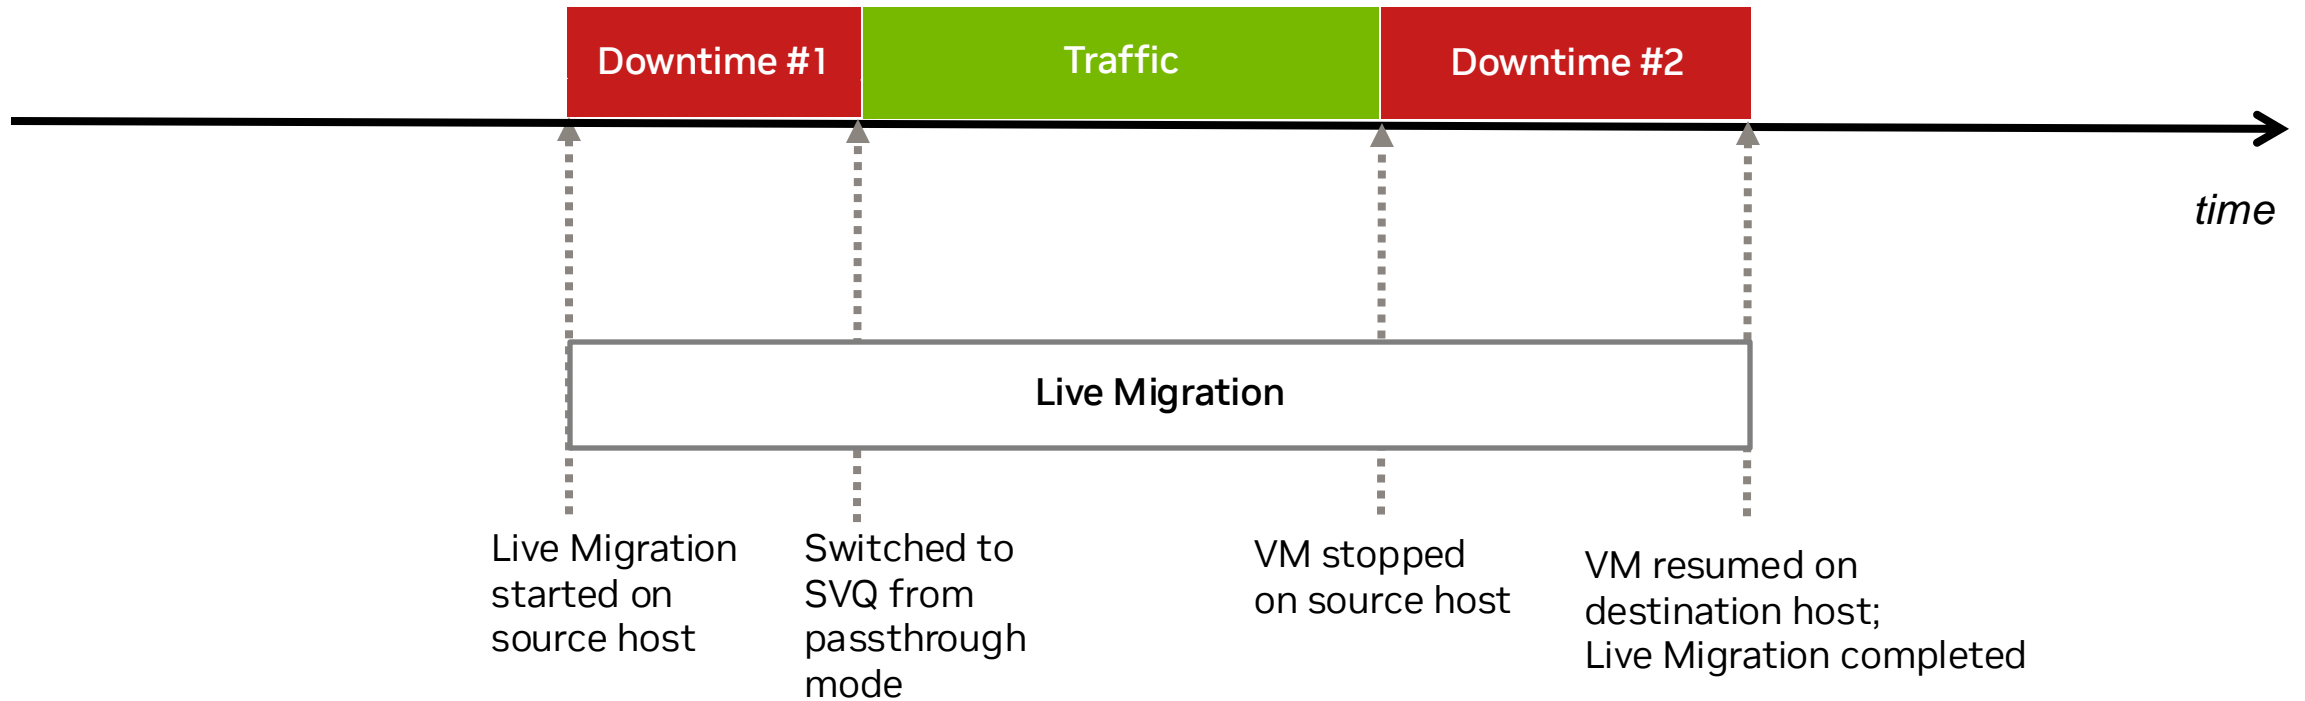 Downtime #1
Traffic
Downtime #2
time
Live Migration
Live Migration
started on
source host
Switched to
SVQ from
passthrough
mode
VM stopped
on source host
VM resumed on
destination host;
Live Migration completed